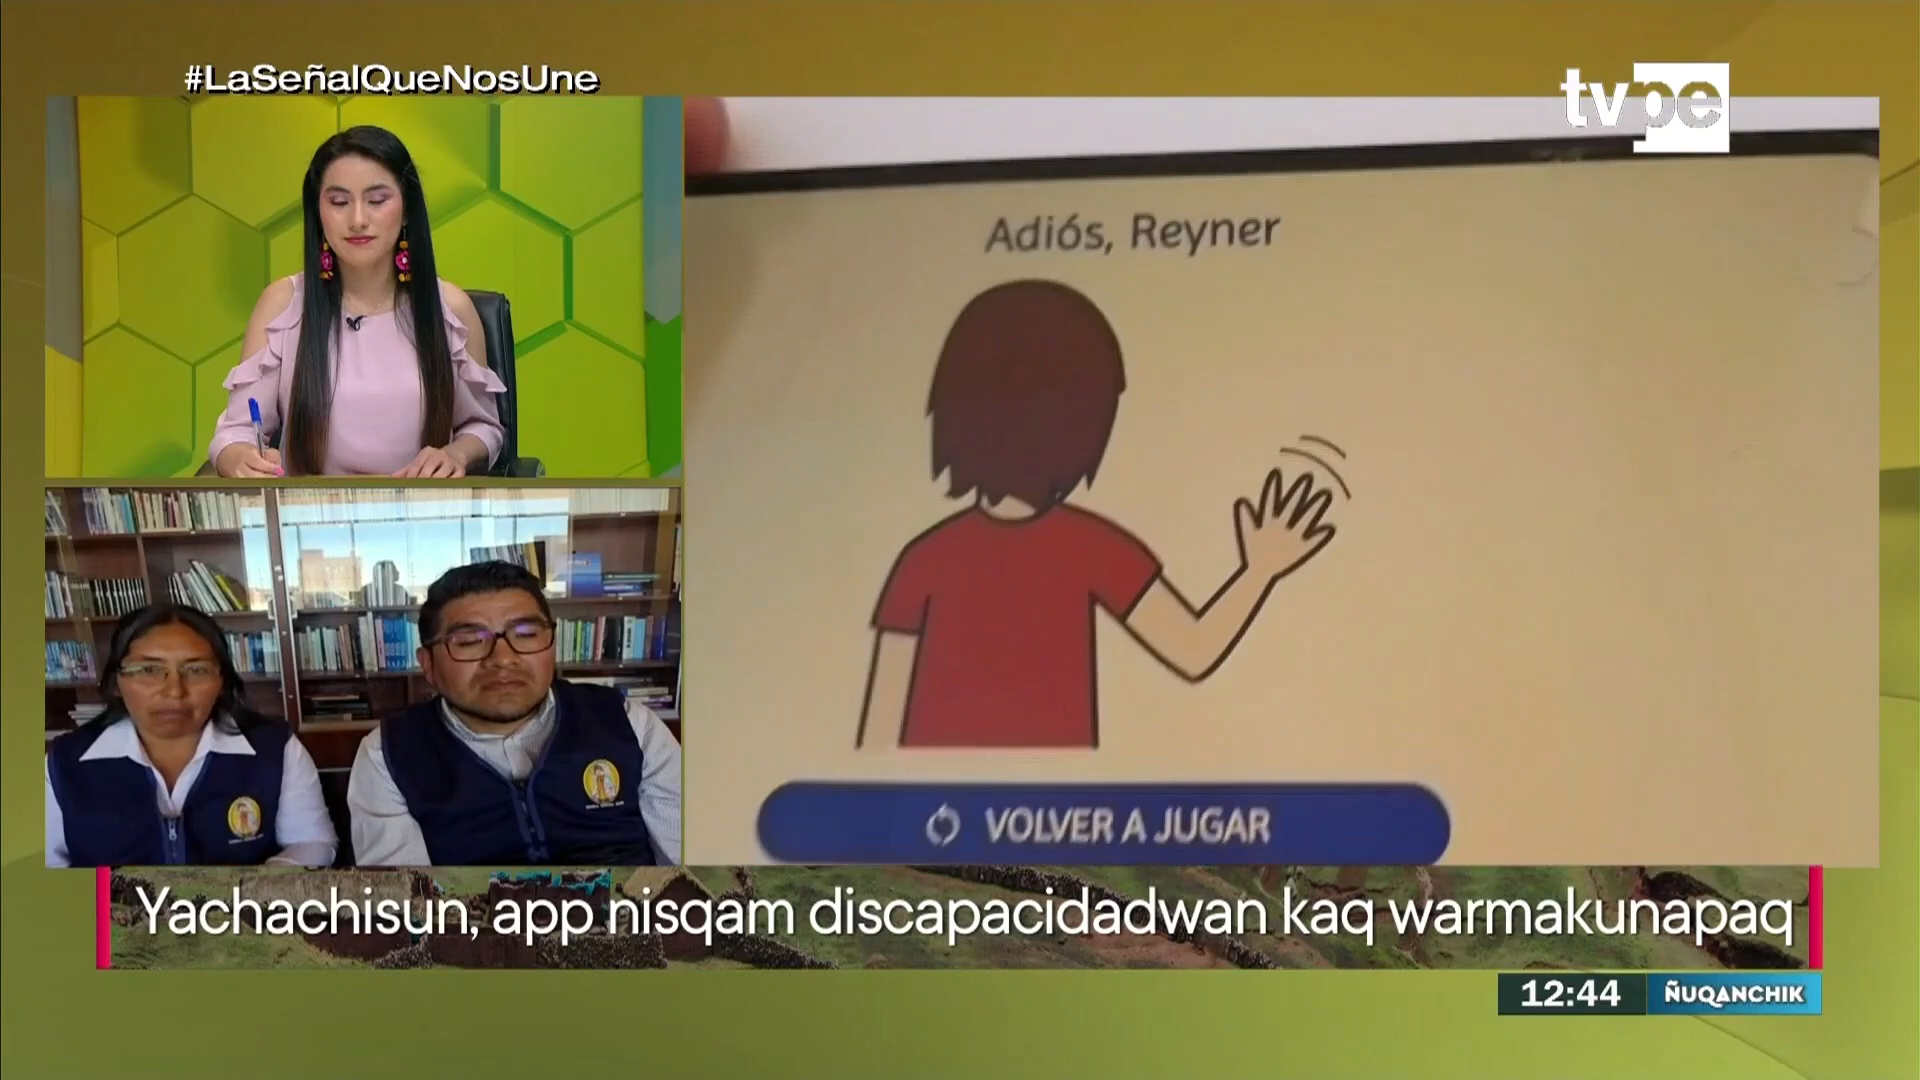 #LaSeñalQueNosUne
tvpe
Adiós, Reyner
VOLVER A JUGAR
Yachachisun, app nisqam discapacidadwan kaq warmakunapaq
12:44 ÑUQANCHIK